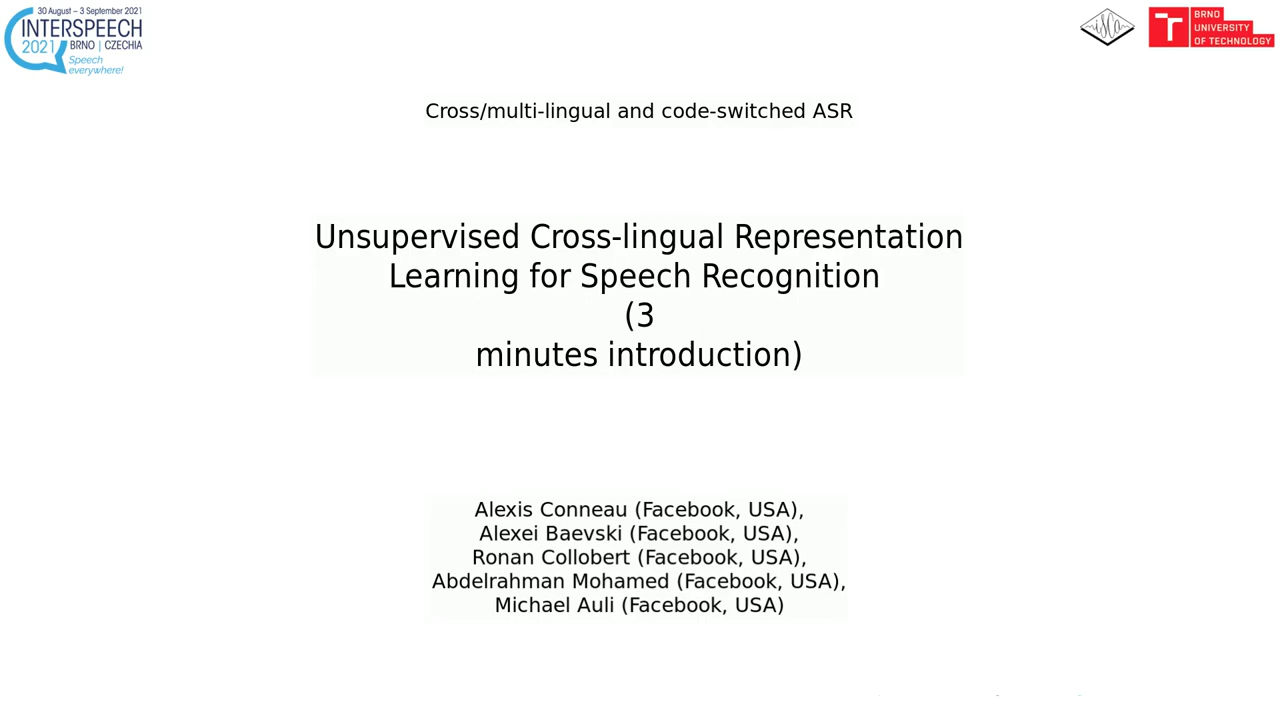 30 August – 3 September 2021
INTERSPEECH
2021 BRNO | CZECHIA
Speech
everywhere!
BRNO
UNIVERSITY
OF TECHNOLOGY
Cross/multi-lingual and code-switched ASR
Unsupervised Cross-lingual Representation
Learning for Speech Recognition
(3
minutes introduction)
Alexis Conneau (Facebook, USA),
Alexei Baevski (Facebook, USA),
Ronan Collobert (Facebook, USA),
Abdelrahman Mohamed (Facebook, USA),
Michael Auli (Facebook, USA)